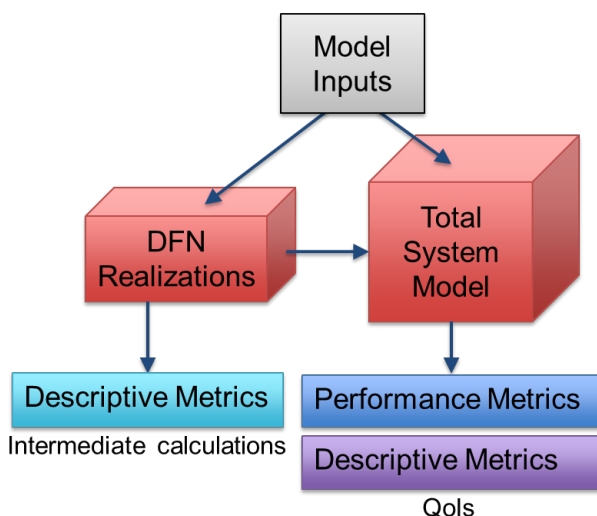 Model
Inputs
DFN
Realizations
Total
System
Model
Descriptive Metrics
Intermediate calculations
Performance Metrics
Descriptive Metrics
QoIs